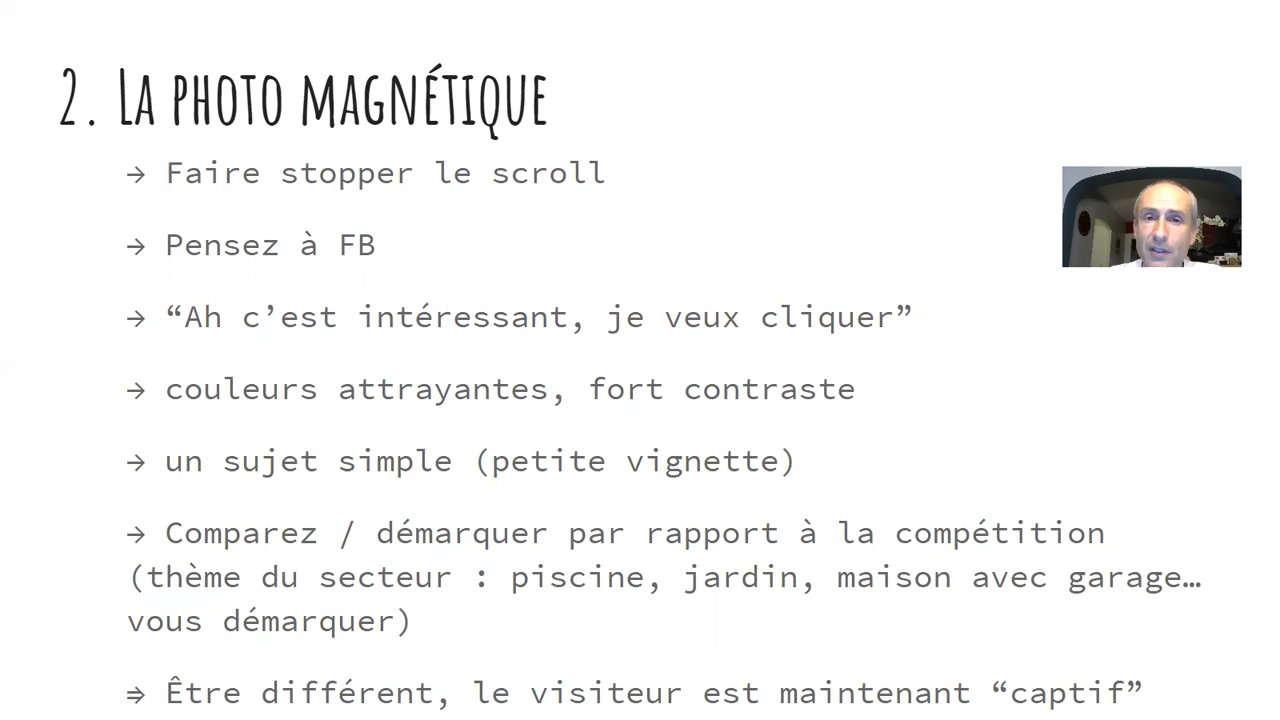 2. La photo magnétique
→ Faire stopper le scroll
→ Pensez à FB
→ “Ah c’est intéressant, je veux cliquer”
→ couleurs attrayantes, fort contraste
→ un sujet simple (petite vignette)
→ Comparez / démarquer par rapport à la compétition
(thème du secteur : piscine, jardin, maison avec garage…
vous démarquer)
⇒ Être différent, le visiteur est maintenant “captif”